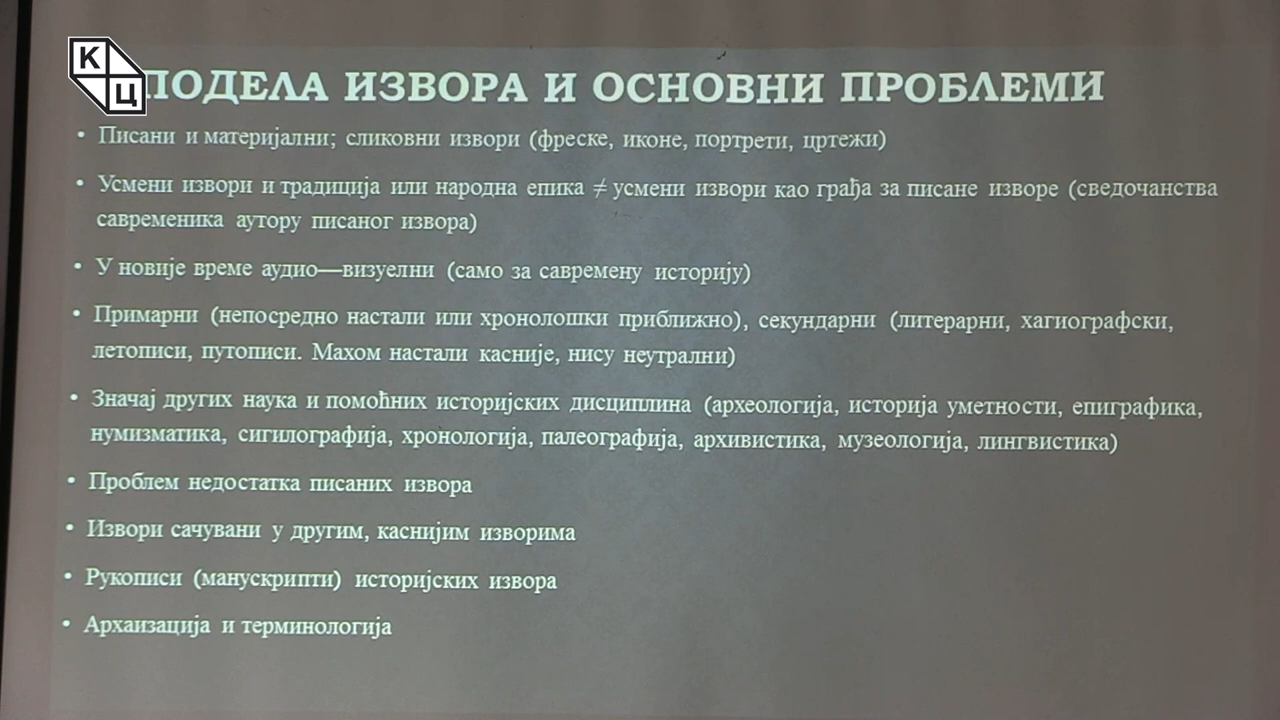 КЦ
ПОДЕЛА ИЗВОРА И ОСНОВНИ ПРОБЛЕМИ
• Писани и материјални; сликовни извори (фреске, иконе, портрети, цртежи)
• Усмени извори и традиција или народна епика ≠ усмени извори као грађа за писане изворе (сведочанства
савременика аутору писаног извора)
• У новије време аудио—визуелни (само за савремену историју)
• Примарни (непосредно настали или хронолошки приближно), секундарни (литерарни, хагиографски,
летописи, путописи. Махом настали касније, нису неутрални)
• Значај других наука и помоћних историјских дисциплина (археологија, историја уметности, епиграфика,
нумизматика, сигилографија, хронологија, палеографија, архивистика, музеологија, лингвистика)
• Проблем недостатка писаних извора
• Извори сачувани у другим, каснијим изворима
• Рукописи (манускрипти) историјских извора
• Архаизација и терминологија